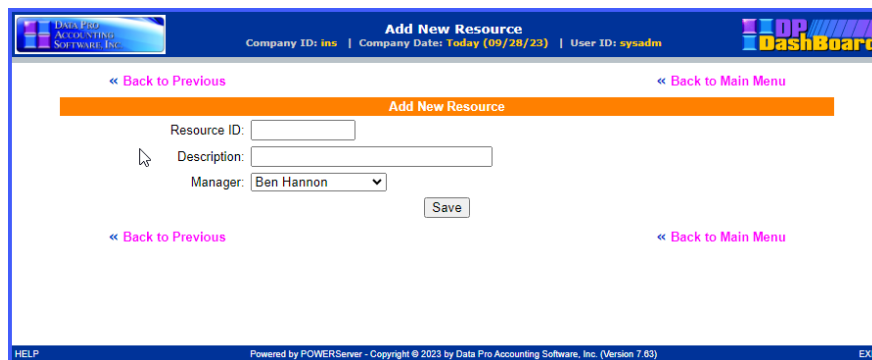 DATA PRO
ACCOUNTING
SOFTWARE, INC.
Add New Resource
Company ID: ins | Company Date: Today (09/28/23) | User ID: sysadm
DP
DashBoard
« Back to Previous
« Back to Main Menu
Add New Resource
Resource ID:
Description:
Manager: Ben Hannon
Save
« Back to Previous
« Back to Main Menu
HELP
Powered by POWERServer - Copyright © 2023 by Data Pro Accounting Software, Inc. (Version 7.63)
EX